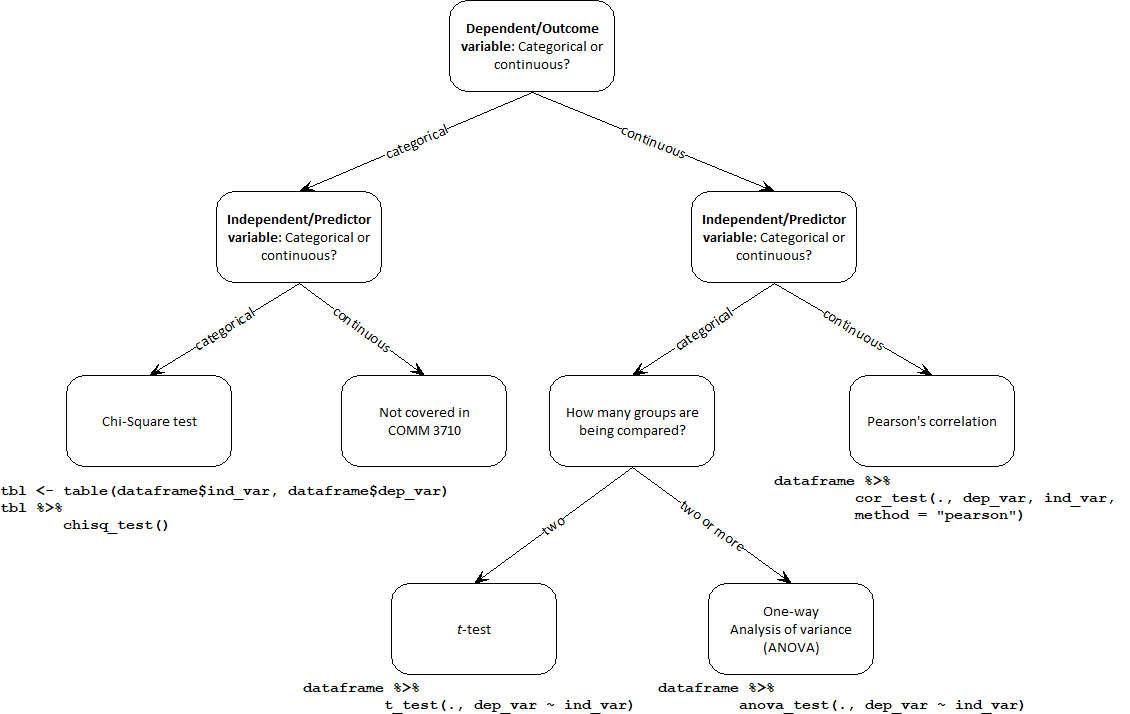 Dependent/Outcome
variable: Categorical or
continuous?
categorical
continuous
Independent/Predictor
variable: Categorical or
continuous?
Independent/Predictor
variable: Categorical or
continuous?
categorical
continuous
categorical
continuous
Chi-Square test
Not covered in
COMM 3710
How many groups are
being compared?
Pearson's correlation
tbl <- table(dataframe$ind_var, dataframe$dep_var)
tbl %>%
chisq_test()
dataframe %>%
cor_test(., dep_var, ind_var,
method = "pearson")
two
two or more
t-test
One-way
Analysis of variance
(ANOVA)
dataframe %>%
t_test(., dep_var ~ ind_var)
dataframe %>%
anova_test(., dep_var ~ ind_var)